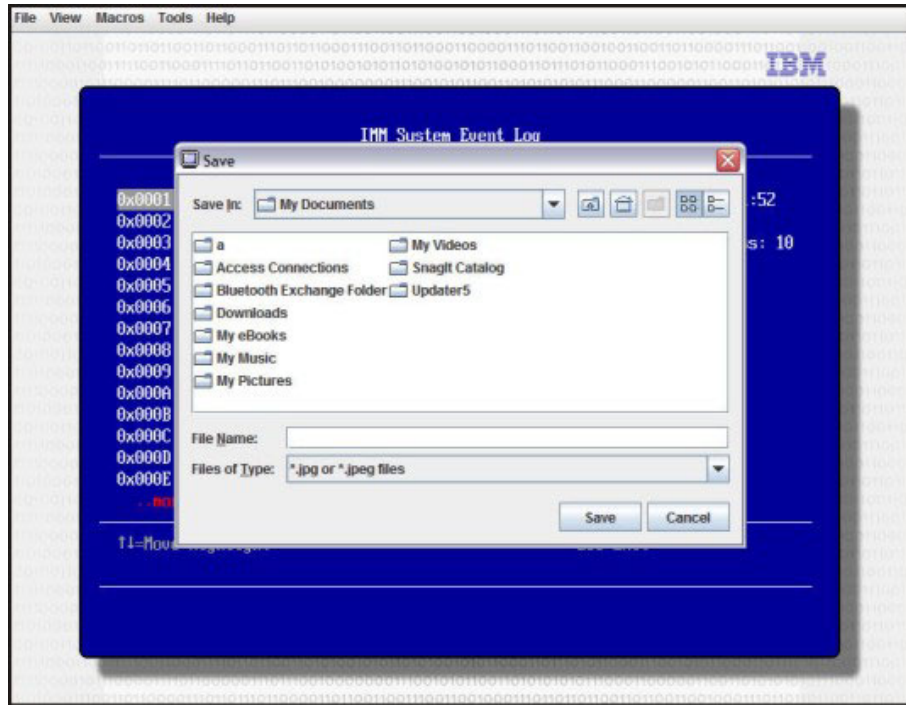 File View Macros Tools Help
IBM
IMM System Event Log
Save
Save In: My Documents
0x0001
:52
0x0002
0x0003
s: 10
0x0004
0x0005
0x0006
0x0007
0x0008
0x0009
0x000A
0x000B
0x000C
0x000D
0x000E
a
My Videos
Access Connections
SnagIt Catalog
Bluetooth Exchange Folder
Updater5
Downloads
My eBooks
My Music
My Pictures
File Name:
Files of Type: *.jpg or *.jpeg files
Save Cancel
↑↓=Move